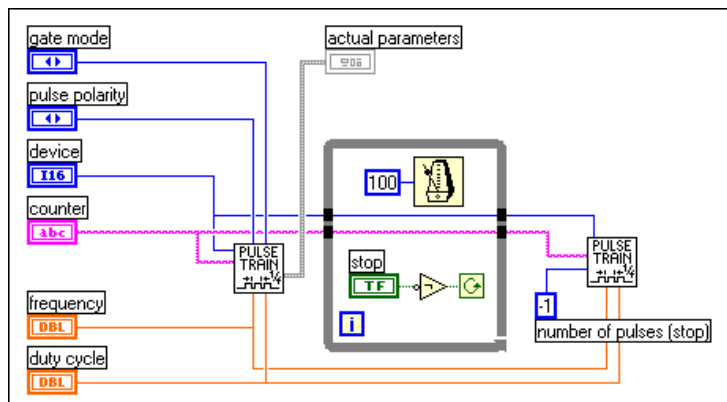 gate mode
actual parameters
pulse polarity
device
I16
100
counter
abc
PULSE
TRAIN
stop
TF
PULSE
TRAIN
frequency
DBL
i
-1
number of pulses (stop)
duty cycle
DBL